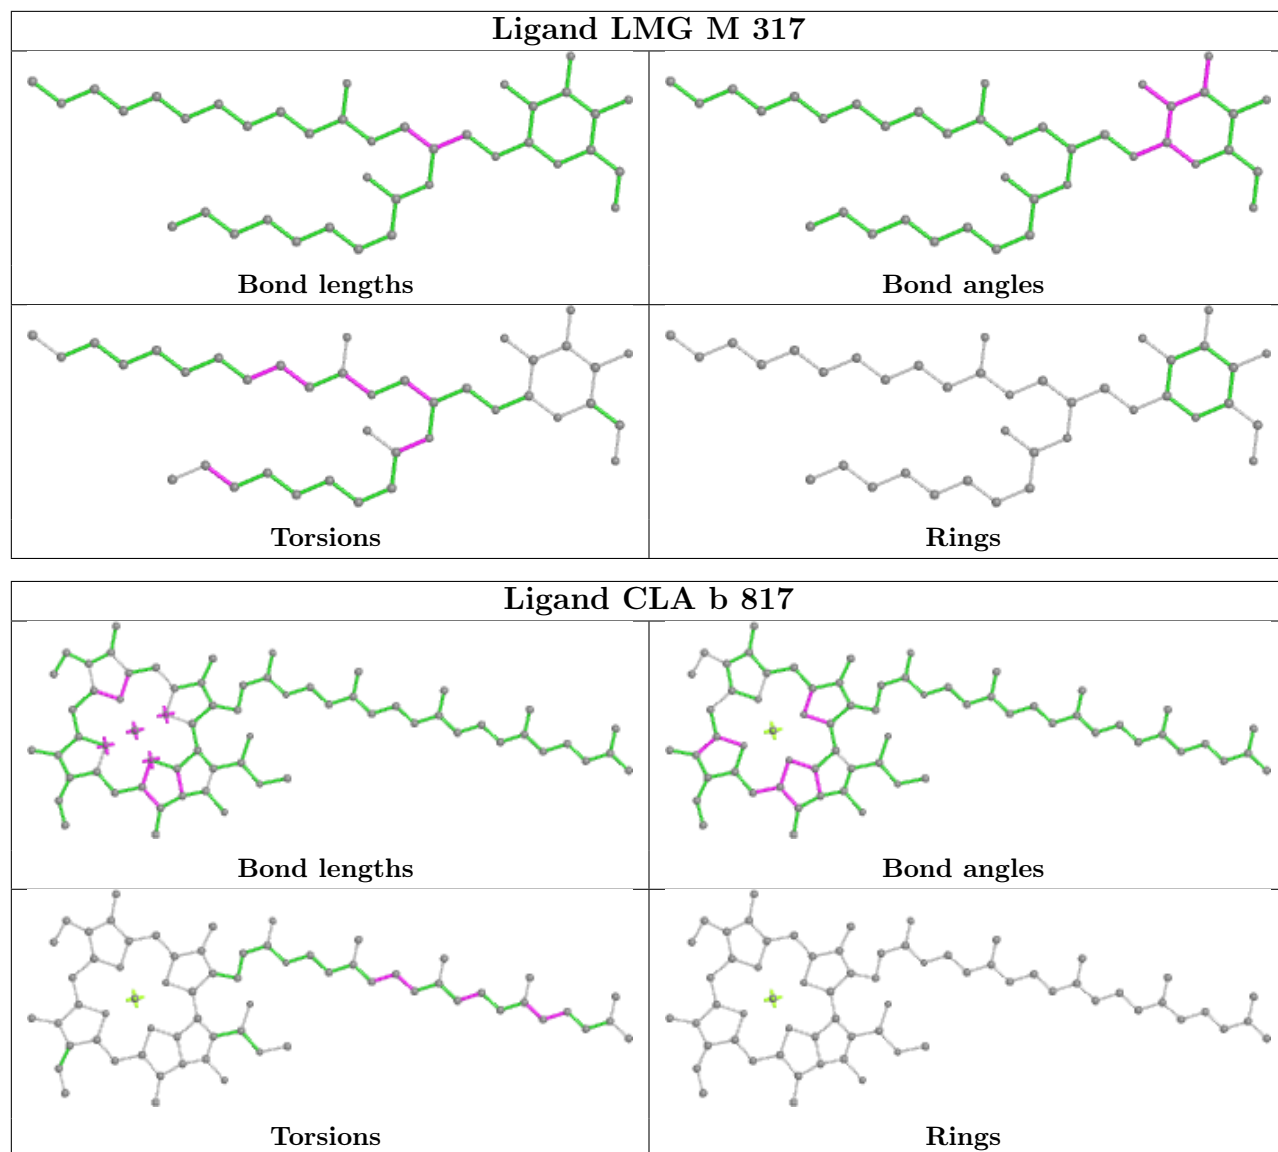 Ligand LMG M 317
Bond lengths
Bond angles
Torsions
Rings
Ligand CLA b 817
Bond lengths
Bond angles
Torsions
Rings